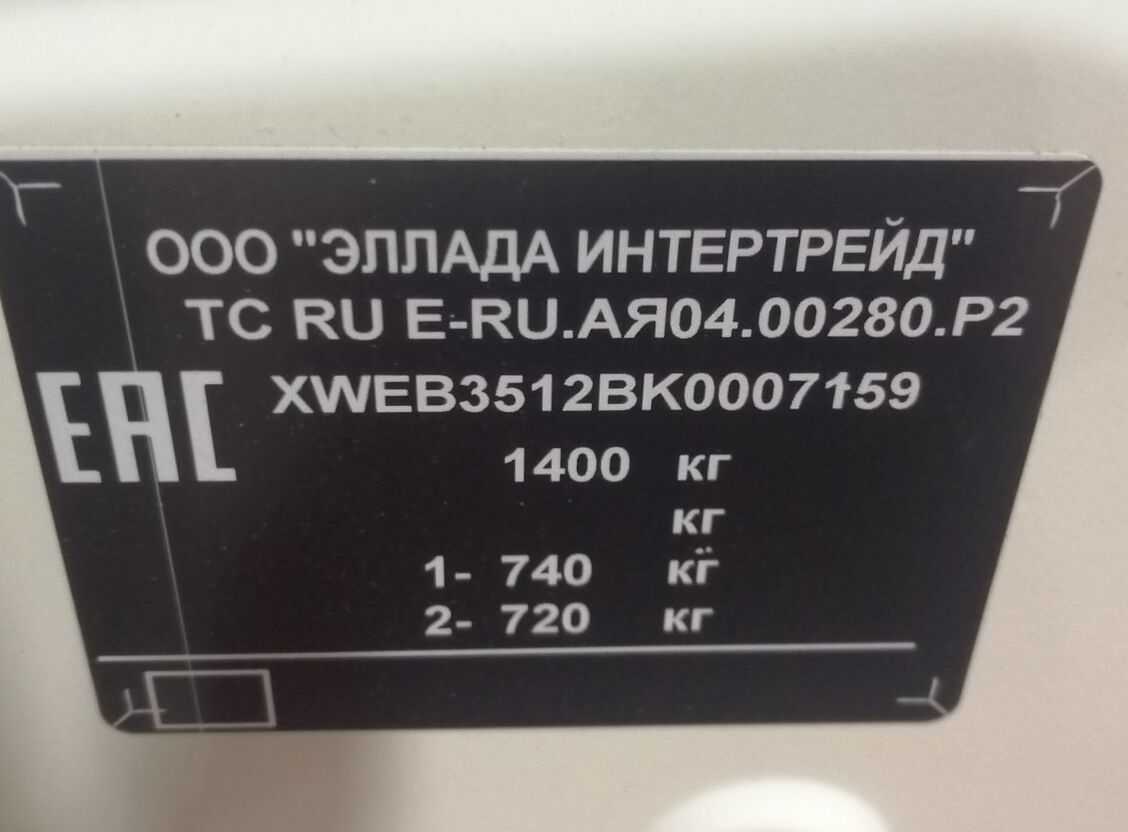 ООО "ЭЛЛАДА ИНТЕРТРЕЙД"
ТС RU Е-RU.АЯ04.00280.Р2
EAC
XWEB3512BK0007159
1400 кг
кг
1- 740 кг
2- 720 кг